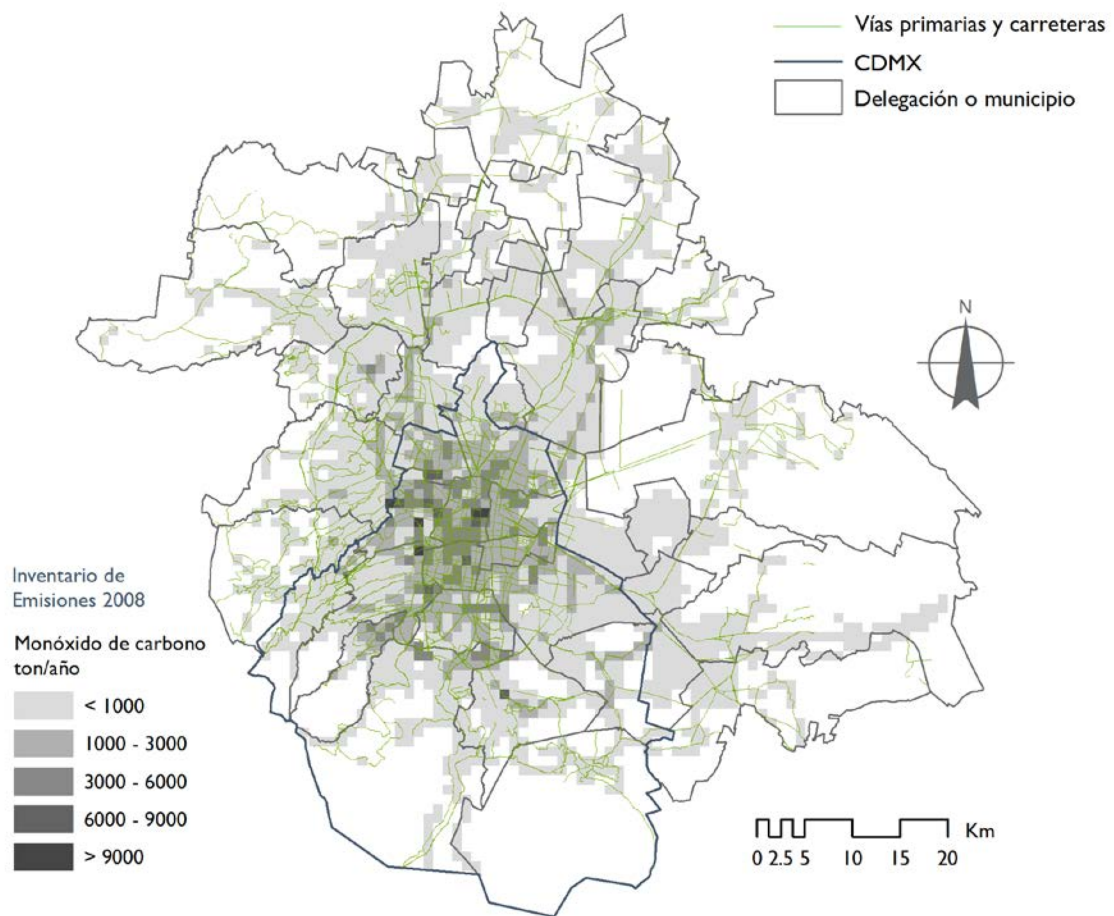 Vías primarias y carreteras
CDMX
Delegación o municipio
N
Inventario de
Emisiones 2008
Monóxido de carbono
ton/año
< 1000
1000 - 3000
3000 - 6000
6000 - 9000
> 9000
Km
0 2.5 5 10 15 20